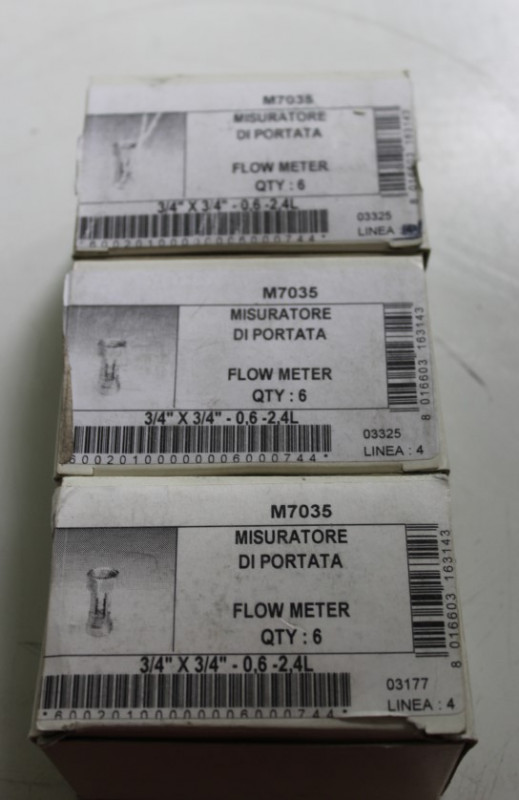 M7035
MISURATORE
DI PORTATA
FLOW METER
QTY : 6
3/4" X 3/4" - 0,6 -2,4L
8 016603 163143
03325
LINEA :
M7035
MISURATORE
DI PORTATA
FLOW METER
QTY : 6
3/4" X 3/4" - 0,6 -2,4L
8 016603 163143
03325
LINEA : 4
M7035
MISURATORE
DI PORTATA
FLOW METER
QTY : 6
3/4" X 3/4" - 0,6 -2,4L
8 016603 163143
03177
LINEA : 4